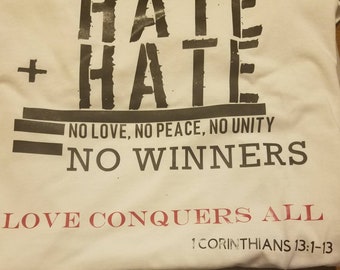 HATE
+ HATE
NO LOVE, NO PEACE, NO UNITY
= NO WINNERS
LOVE CONQUERS ALL
1 CORINTHIANS 13:1-13